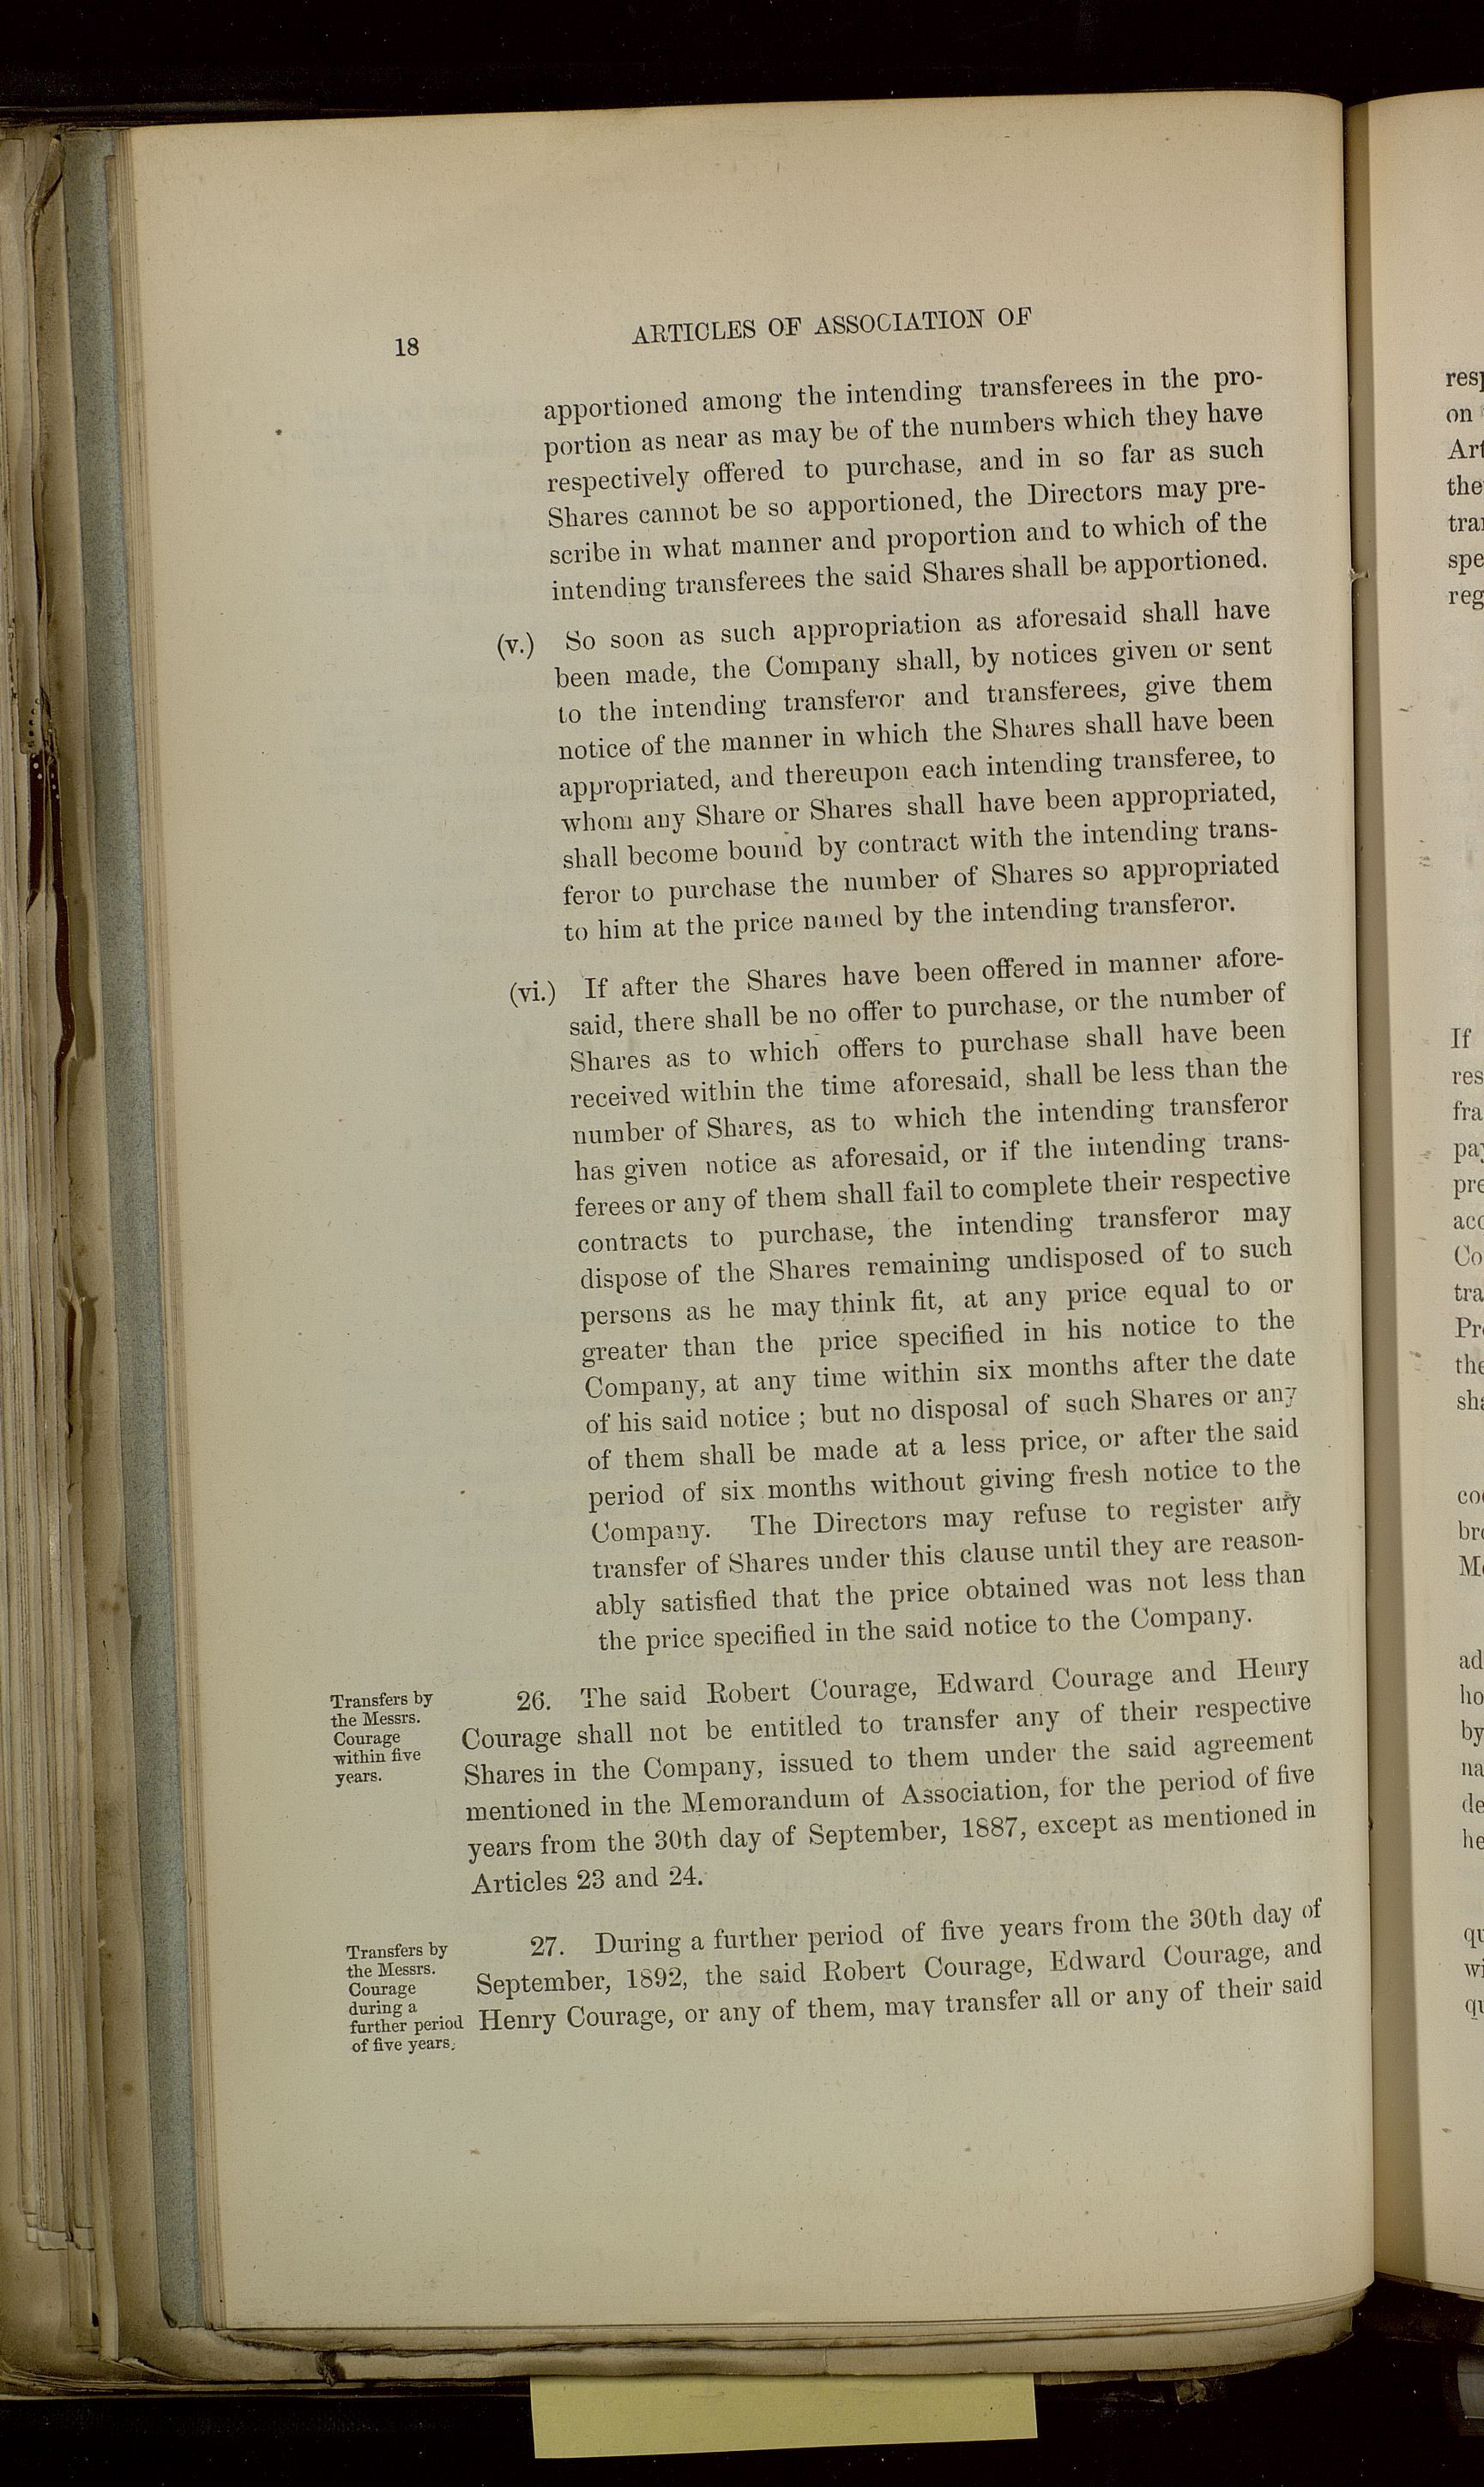 18
ARTICLES OF ASSOCIATION OF
apportioned among the intending transferees in the pro-
portion as near as may be of the numbers which they have
respectively offered to purchase, and in so far as such
Shares cannot be so apportioned, the Directors may pre-
scribe in what manner and proportion and to which of the
intending transferees the said Shares shall be apportioned.
(v.) So soon as such appropriation as aforesaid shall have
been made, the Company shall, by notices given or sent
to the intending transferor and transferees, give them
notice of the manner in which the Shares shall have been
appropriated, and thereupon each intending transferee, to
whom any Share or Shares shall have been appropriated,
shall become bound by contract with the intending trans-
feror to purchase the number of Shares so appropriated
to him at the price named by the intending transferor.
(vi.) If after the Shares have been offered in manner afore-
said, there shall be no offer to purchase, or the number of
Shares as to which offers to purchase shall have been
received within the time aforesaid, shall be less than the
number of Shares, as to which the intending transferor
has given notice as aforesaid, or if the intending trans-
ferees or any of them shall fail to complete their respective
contracts to purchase, the intending transferor may
dispose of the Shares remaining undisposed of to such
persons as he may think fit, at any price equal to or
greater than the price specified in his notice to the
Company, at any time within six months after the date
of his said notice ; but no disposal of such Shares or any
of them shall be made at a less price, or after the said
period of six months without giving fresh notice to the
Company. The Directors may refuse to register any
transfer of Shares under this clause until they are reason-
ably satisfied that the price obtained was not less than
the price specified in the said notice to the Company.
Transfers by
the Messrs.
Courage
within five
years.
26. The said Robert Courage, Edward Courage and Henry
Courage shall not be entitled to transfer any of their respective
Shares in the Company, issued to them under the said agreement
mentioned in the Memorandum of Association, for the period of five
years from the 30th day of September, 1887, except as mentioned in
Articles 23 and 24.
Transfers by
the Messrs.
Courage
during a
further period
of five years.
27. During a further period of five years from the 30th day of
September, 1892, the said Robert Courage, Edward Courage, and
Henry Courage, or any of them, may transfer all or any of their said